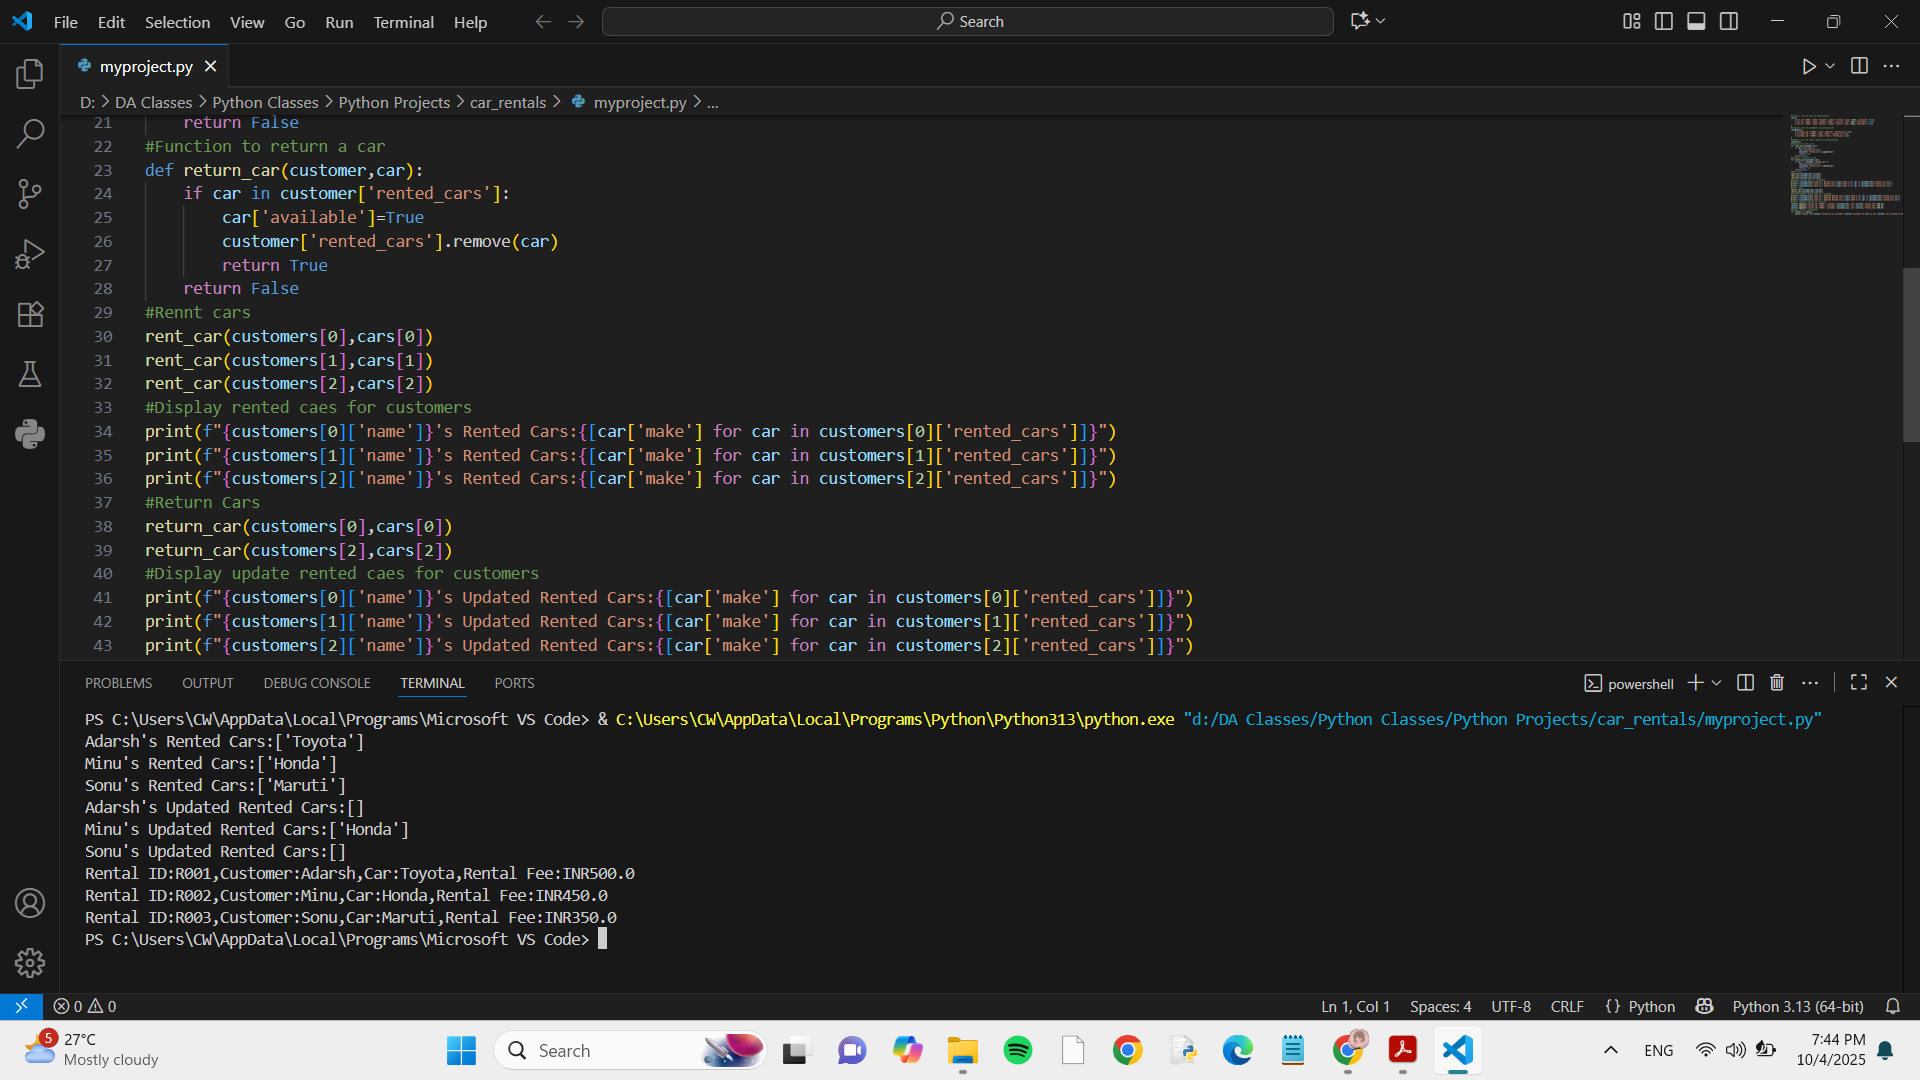 File Edit Selection View Go Run Terminal Help
Search
myproject.py
D: > DA Classes > Python Classes > Python Projects > car_rentals > myproject.py > ...
21 return False
22 #Function to return a car
23 def return_car(customer,car):
24 if car in customer['rented_cars']:
25 car['available']=True
26 customer['rented_cars'].remove(car)
27 return True
28 return False
29 #Rennt cars
30 rent_car(customers[0],cars[0])
31 rent_car(customers[1],cars[1])
32 rent_car(customers[2],cars[2])
33 #Display rented caes for customers
34 print(f"{customers[0]['name']}'s Rented Cars:{[car['make'] for car in customers[0]['rented_cars']]}")
35 print(f"{customers[1]['name']}'s Rented Cars:{[car['make'] for car in customers[1]['rented_cars']]}")
36 print(f"{customers[2]['name']}'s Rented Cars:{[car['make'] for car in customers[2]['rented_cars']]}")
37 #Return Cars
38 return_car(customers[0],cars[0])
39 return_car(customers[2],cars[2])
40 #Display update rented caes for customers
41 print(f"{customers[0]['name']}'s Updated Rented Cars:{[car['make'] for car in customers[0]['rented_cars']]}")
42 print(f"{customers[1]['name']}'s Updated Rented Cars:{[car['make'] for car in customers[1]['rented_cars']]}")
43 print(f"{customers[2]['name']}'s Updated Rented Cars:{[car['make'] for car in customers[2]['rented_cars']]}")
PROBLEMS OUTPUT DEBUG CONSOLE TERMINAL PORTS
powershell
PS C:\Users\CW\AppData\Local\Programs\Microsoft VS Code> & C:\Users\CW\AppData\Local\Programs\Python\Python313\python.exe "d:/DA Classes/Python Classes/Python Projects/car_rentals/myproject.py"
Adarsh's Rented Cars:['Toyota']
Minu's Rented Cars:['Honda']
Sonu's Rented Cars:['Maruti']
Adarsh's Updated Rented Cars:[]
Minu's Updated Rented Cars:['Honda']
Sonu's Updated Rented Cars:[]
Rental ID:R001,Customer:Adarsh,Car:Toyota,Rental Fee:INR500.0
Rental ID:R002,Customer:Minu,Car:Honda,Rental Fee:INR450.0
Rental ID:R003,Customer:Sonu,Car:Maruti,Rental Fee:INR350.0
PS C:\Users\CW\AppData\Local\Programs\Microsoft VS Code>
0 0
Ln 1, Col 1 Spaces: 4 UTF-8 CRLF {} Python Python 3.13 (64-bit)
5
27°C
Mostly cloudy
Search
ENG
7:44 PM
10/4/2025